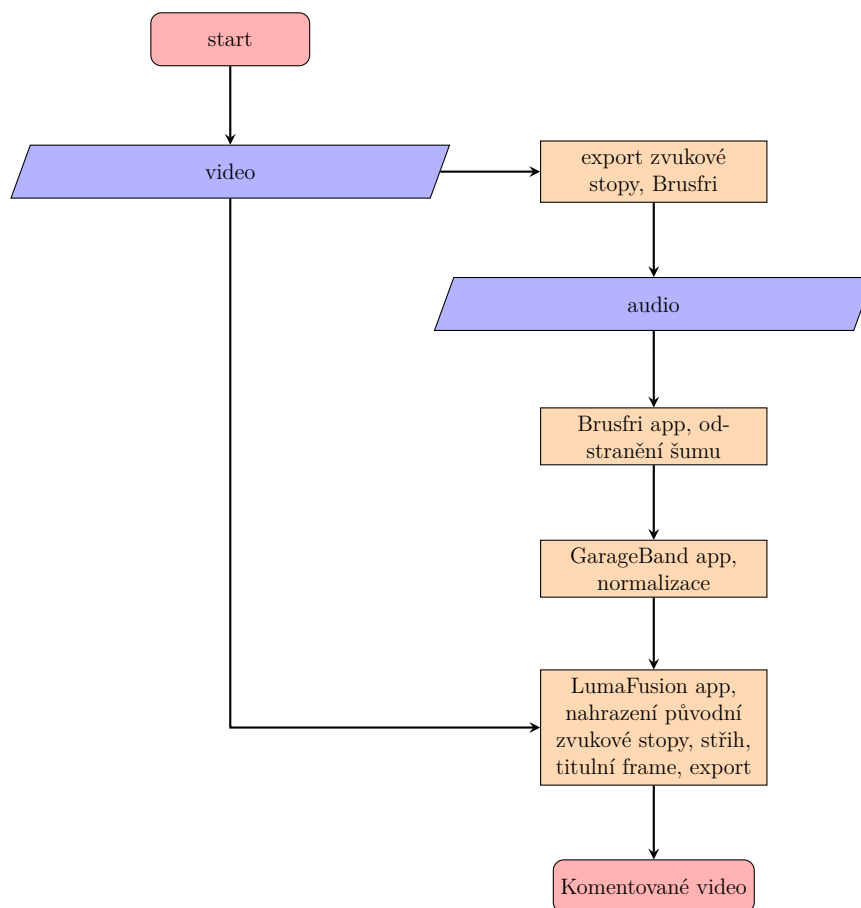 start
video
export zvukové
stopy, Brusfri
audio
Brusfri app, od-
stranění šumu
GarageBand app,
normalizace
LumaFusion app,
nahrazení původní
zvukové stopy, střih,
titulní frame, export
Komentované video